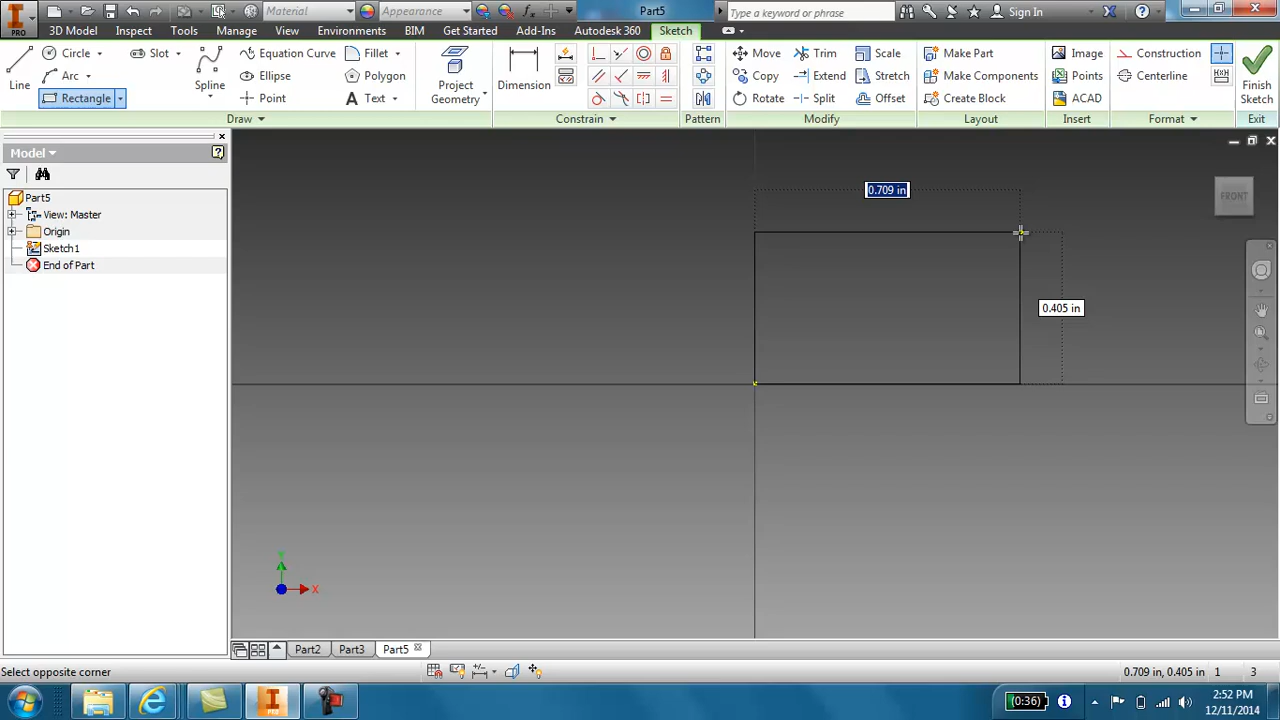 Material
Appearance
Part5
Type a keyword or phrase
Sign In
PRO
3D Model
Inspect
Tools
Manage
View
Environments
BIM
Get Started
Add-Ins
Autodesk 360
Sketch
Line
Circle
Arc
Rectangle
Slot
Spline
Equation Curve
Ellipse
Point
Fillet
Polygon
Text
Draw
Dimension
Constrain
Project
Geometry
Pattern
Move
Copy
Rotate
Trim
Extend
Split
Scale
Stretch
Offset
Modify
Make Part
Make Components
Create Block
Layout
Image
Points
ACAD
Insert
Construction
Centerline
Format
Finish
Sketch
Exit
Model
Part5
View: Master
Origin
Sketch1
End of Part
0.709 in
0.405 in
FRONT
Y
X
Part2
Part3
Part5
Select opposite corner
0.709 in, 0.405 in
1
3
(0:36)
2:52 PM
12/11/2014